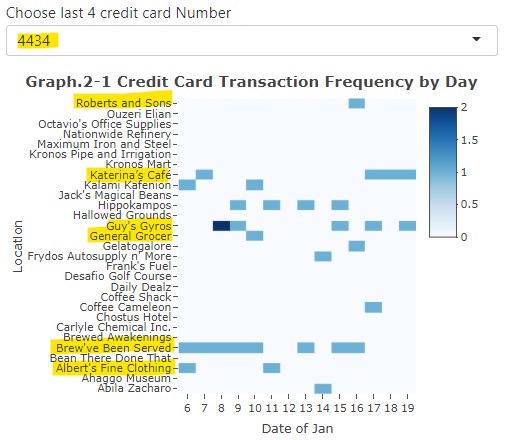 Choose last 4 credit card Number
4434
Graph.2-1 Credit Card Transaction Frequency by Day
Roberts and Sons
Ouzeri Elian
Octavio's Office Supplies
Nationwide Refinery
Maximum Iron and Steel
Kronos Pipe and Irrigation
Kronos Mart
Katerina's Café
Kalami Kafenion
Jack's Magical Beans
Hippokampos
Hallowed Grounds
Guy's Gyros
General Grocer
Gelatogalore
Frydos Autosupply n' More
Frank's Fuel
Desafio Golf Course
Daily Dealz
Coffee Shack
Coffee Cameleon
Chostus Hotel
Carlyle Chemical Inc.
Brewed Awakenings
Brew've Been Served
Bean There Done That
Albert's Fine Clothing
Ahaggo Museum
Abila Zacharo
Location
6 7 8 9 10 11 12 13 14 15 16 17 18 19
Date of Jan
2
1.5
1
0.5
0